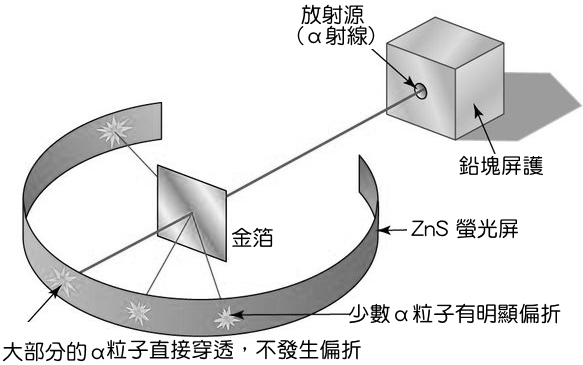 放射源
（α射線）
鉛塊屏護
金箔
ZnS 螢光屏
少數α粒子有明顯偏折
大部分的α粒子直接穿透，不發生偏折